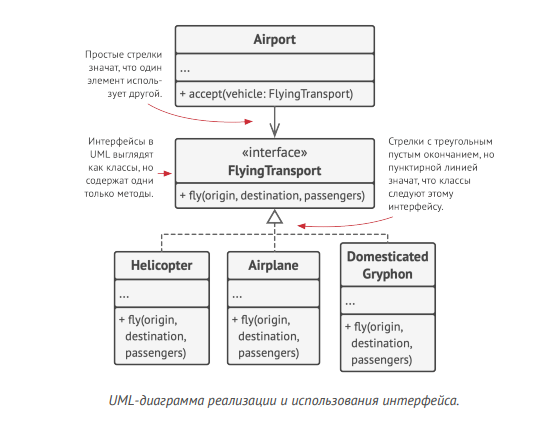 Airport
...
+ accept(vehicle: FlyingTransport)
Простые стрелки
значат, что один
элемент исполь-
зует другой.
Интерфейсы в
UML выглядят
как классы, но
содержат одни
только методы.
«interface»
FlyingTransport
+ fly(origin, destination, passengers)
Стрелки с треугольным
пустым окончанием, но
пунктирной линией
значат, что классы
следуют этому
интерфейсу.
Helicopter
...
+ fly(origin,
destination,
passengers)
Airplane
...
+ fly(origin,
destination,
passengers)
Domesticated
Gryphon
...
+ fly(origin,
destination,
passengers)
UML-диаграмма реализации и использования интерфейса.